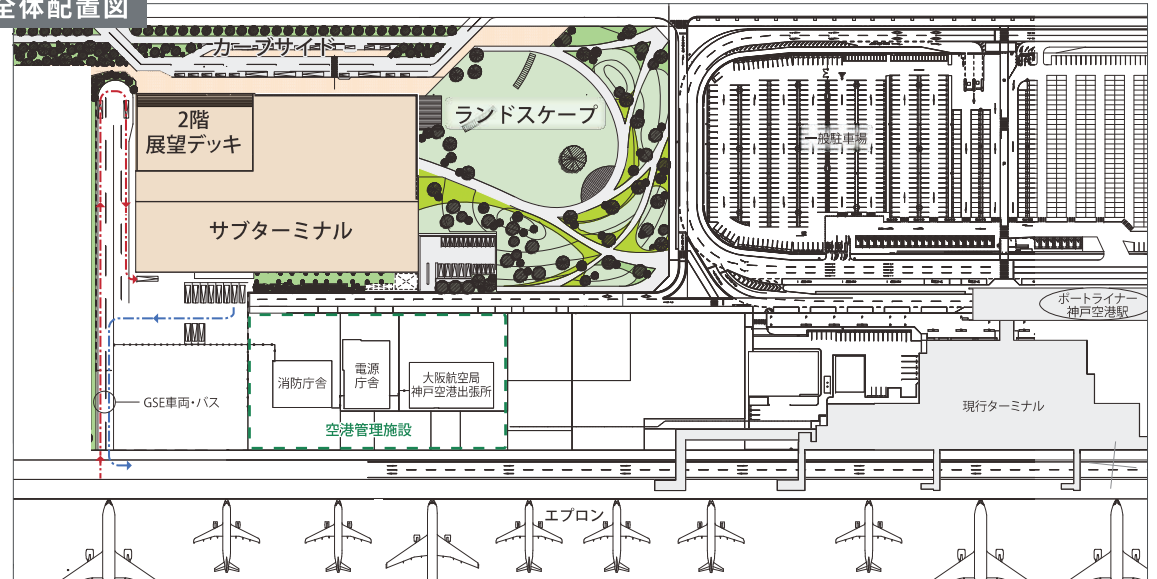 全体配置図
カーブサイド
2階
展望デッキ
ランドスケープ
一般駐車場
サブターミナル
ポートライナー
神戸空港駅
消防庁舎
電源
庁舎
大阪航空局
神戸空港出張所
GSE車両・バス
空港管理施設
現行ターミナル
エプロン